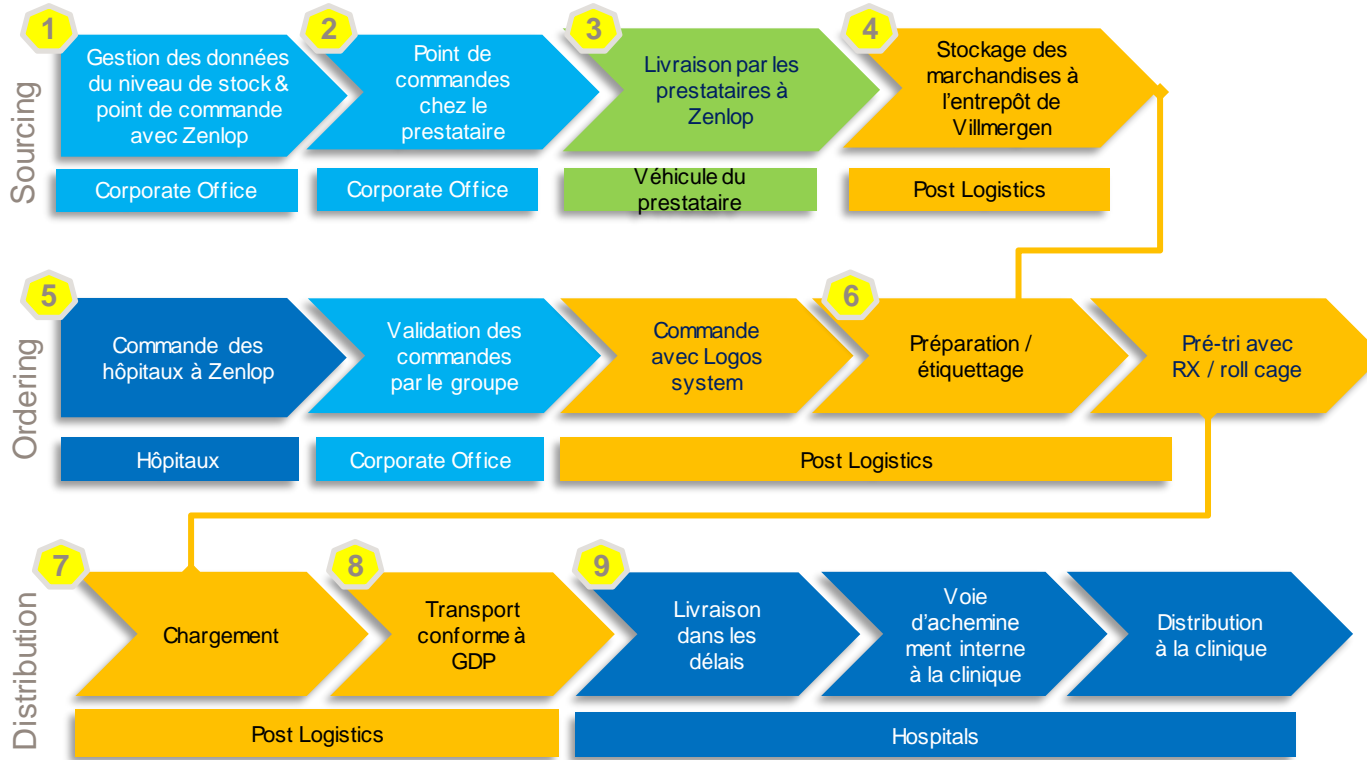 Sourcing
1
Gestion des données
du niveau de stock &
point de commande
avec Zenlop
2
Point de
commandes
chez le
prestataire
3
Livraison par les
prestataires à
Zenlop
4
Stockage des
marchandises à
l'entrepôt de
Villmergen
Corporate Office
Corporate Office
Véhicule du
prestataire
Post Logistics
Ordering
5
Commande des
hôpitaux à Zenlop
Validation des
commandes
par le groupe
Commande
avec Logos
system
6
Préparation /
étiquettage
Pré-tri avec
RX / roll cage
Hôpitaux
Corporate Office
Post Logistics
Distribution
7
Chargement
8
Transport
conforme à
GDP
9
Livraison
dans les
délais
Voie
d'achemine
ment interne
à la clinique
Distribution
à la clinique
Post Logistics
Hospitals